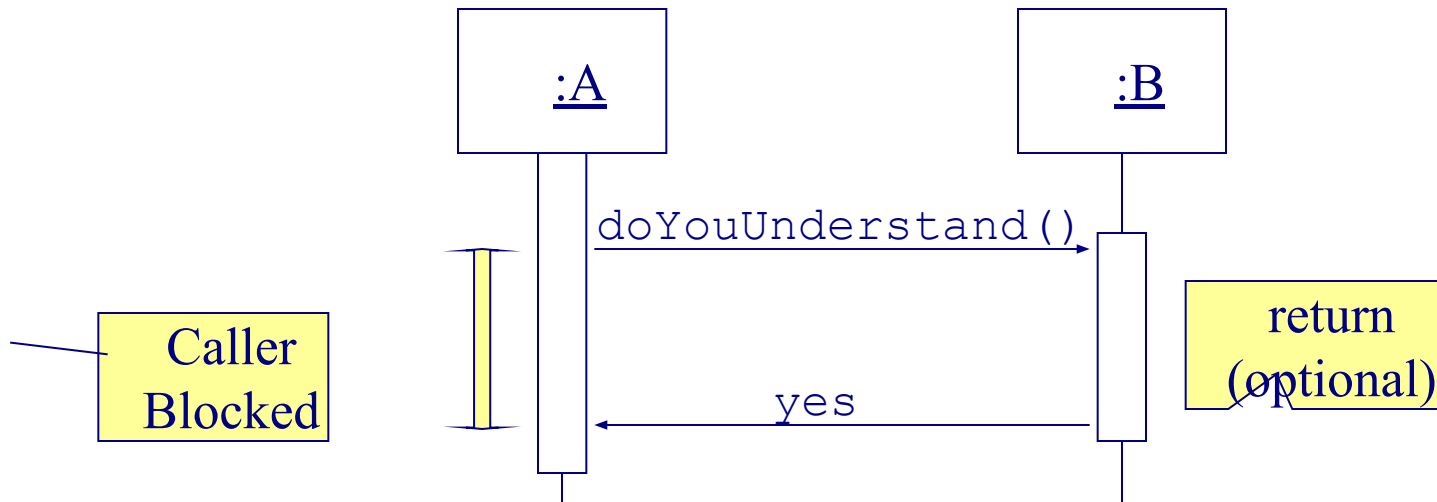 :A
:B
doYouUnderstand()
Caller
Blocked
return
(optional)
yes